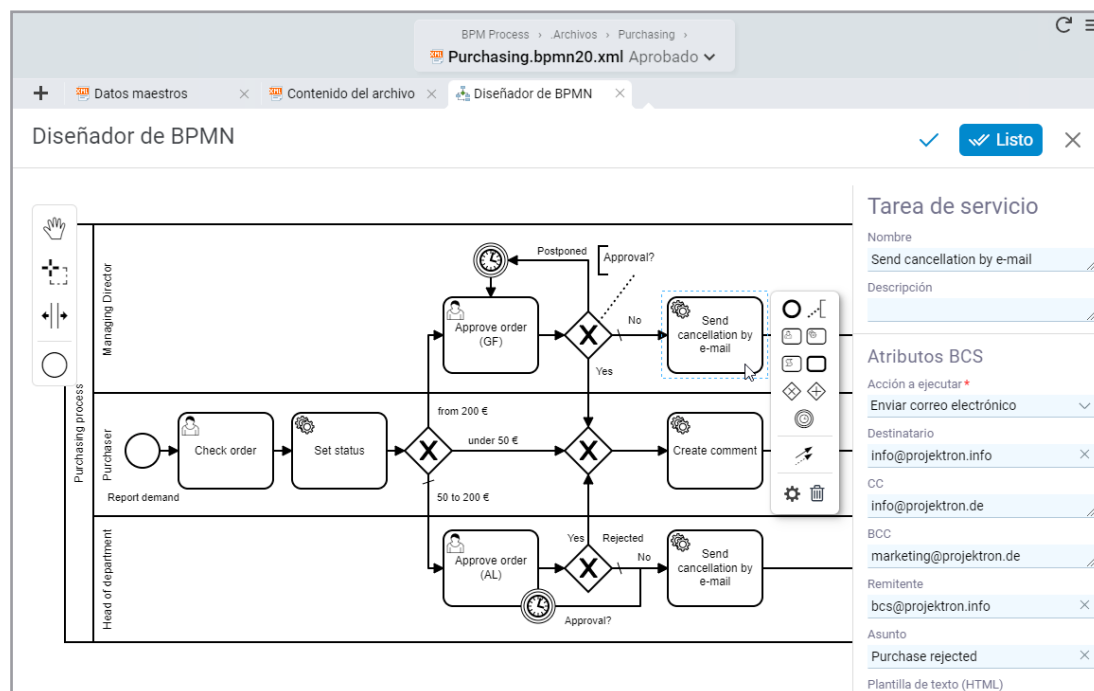 BPM Process › .Archivos › Purchasing ›
Purchasing.bpmn20.xml Aprobado
Datos maestros
Contenido del archivo
Diseñador de BPMN
Diseñador de BPMN
Listo
Purchasing process
Managing Director
Postponed
Approval?
Approve order
(GF)
No
Send
cancellation by
e-mail
Yes
Purchaser
Report demand
Check order
Set status
from 200 €
under 50 €
50 to 200 €
Create comment
Head of department
Approve order
(AL)
Yes
Rejected
No
Approval?
Send
cancellation by
e-mail
Tarea de servicio
Nombre
Send cancellation by e-mail
Descripción
Atributos BCS
Acción a ejecutar *
Enviar correo electrónico
Destinatario
info@projektron.info
CC
info@projektron.de
BCC
marketing@projektron.de
Remitente
bcs@projektron.info
Asunto
Purchase rejected
Plantilla de texto (HTML)